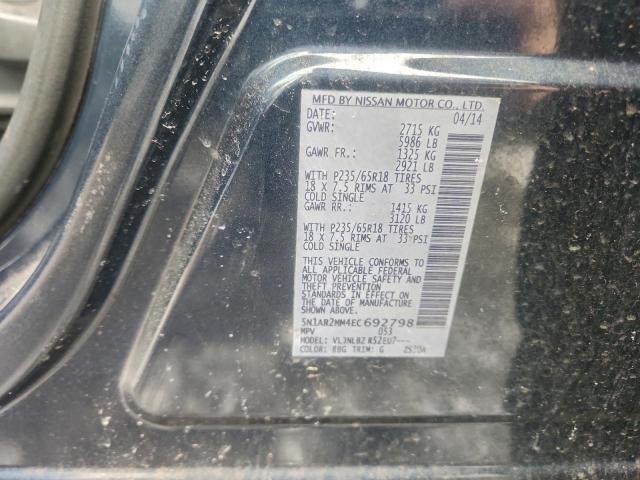 MFD BY NISSAN MOTOR CO., LTD.
DATE: 04/14
GVWR: 2715 KG
5986 LB
GAWR FR.: 1325 KG
2921 LB
WITH P235/65R18 TIRES
18 X 7.5 RIMS AT 33 PSI
COLD SINGLE
GAWR RR.: 1415 KG
3120 LB
WITH P235/65R18 TIRES
18 X 7.5 RIMS AT 33 PSI
COLD SINGLE
THIS VEHICLE CONFORMS TO
ALL APPLICABLE FEDERAL
MOTOR VEHICLE SAFETY AND
THEFT PREVENTION
STANDARDS IN EFFECT ON
THE DATE OF MANUFACTURE
SHOWN ABOVE.
5N1AR2MM4EC692798
MPV 053
MODEL: VLJNLBZ R52EU7---
COLOR: RBG TRIM: G